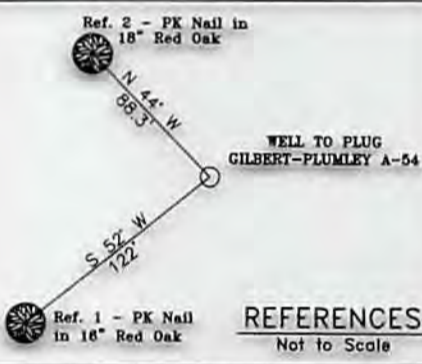 Ref. 2 - PK Nail in
18" Red Oak
N 44° W
88.3'
WELL TO PLUG
GILBERT-PLUMLEY A-54
S 52° W
122'
Ref. 1 - PK Nail
in 16" Red Oak
REFERENCES
Not to Scale